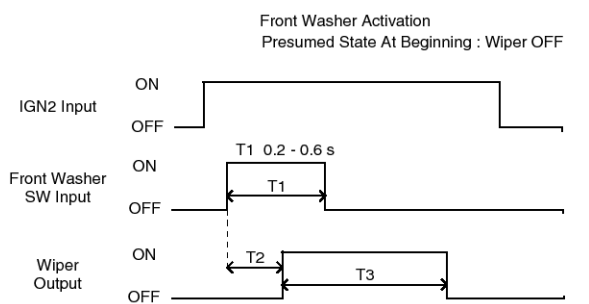 Front Washer Activation
Presumed State At Beginning : Wiper OFF
ON
IGN2 Input
OFF
T1 0.2 - 0.6 s
ON
Front Washer
SW Input
T1
OFF
ON
Wiper
Output
T2
T3
OFF